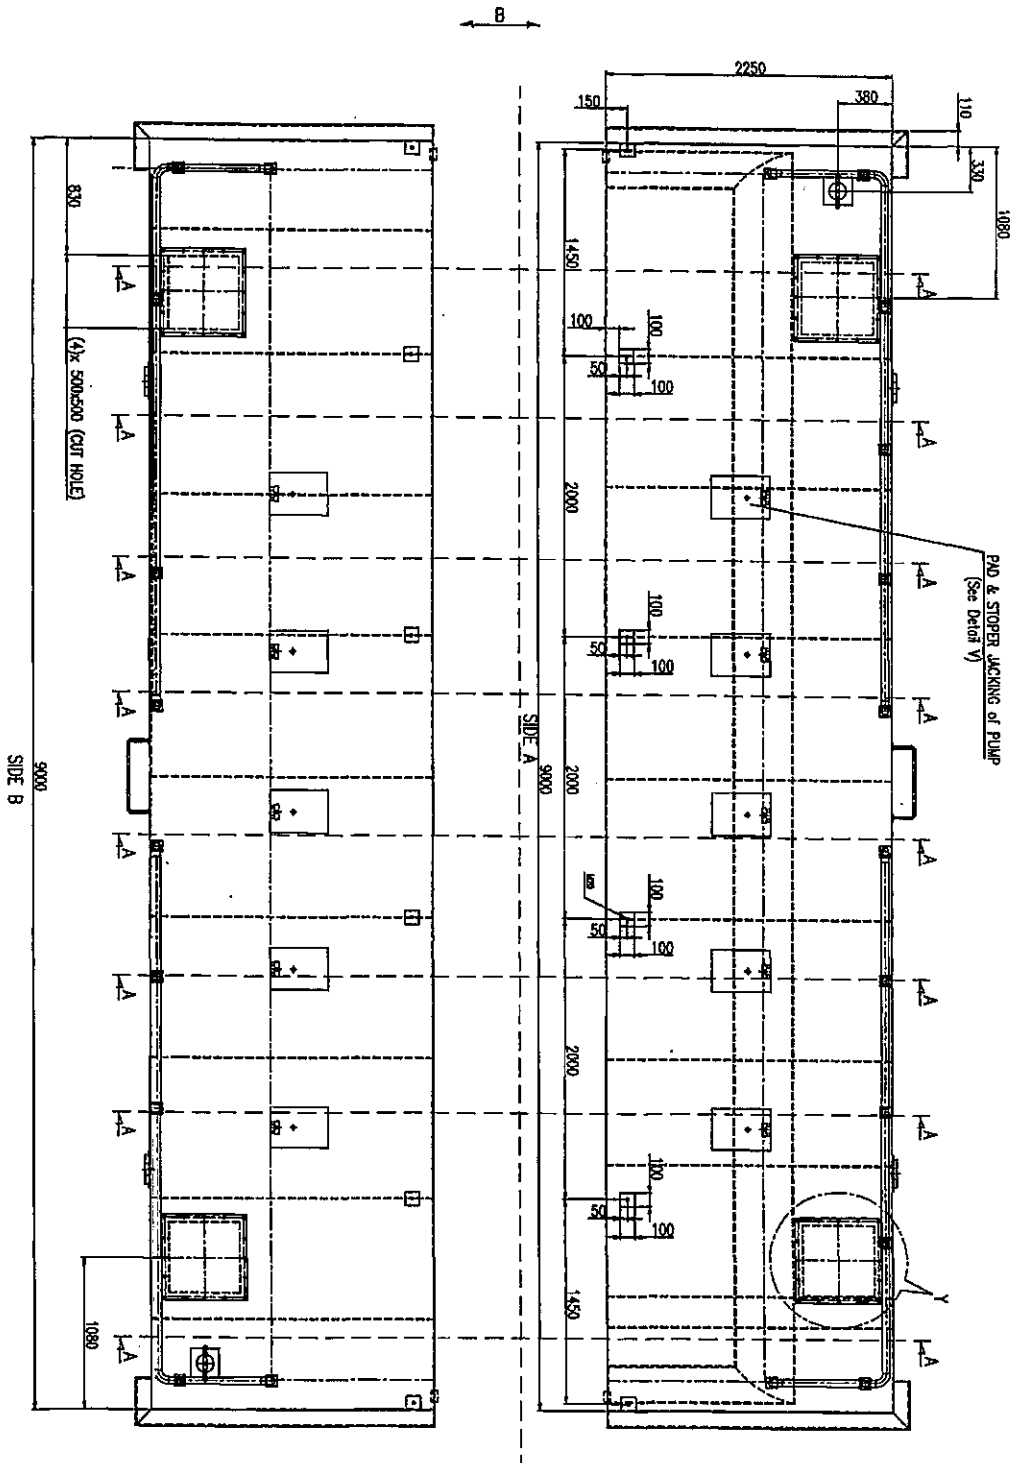 B
2250
380
110
150
330
1080
830
1450
A
A
A
A
100
100
50
100
(4)x 500x500 (CUT HOLE)
A
A
A
A
2000
PAD & STOPER JACKING of PUMP
(See Detail V)
100
50
100
A
A
A
A
SIDE A
9000
2000
9000
SIDE B
A
A
100
50
100
A
A
2000
A
A
100
50
100
1450
Y
1080
A
A